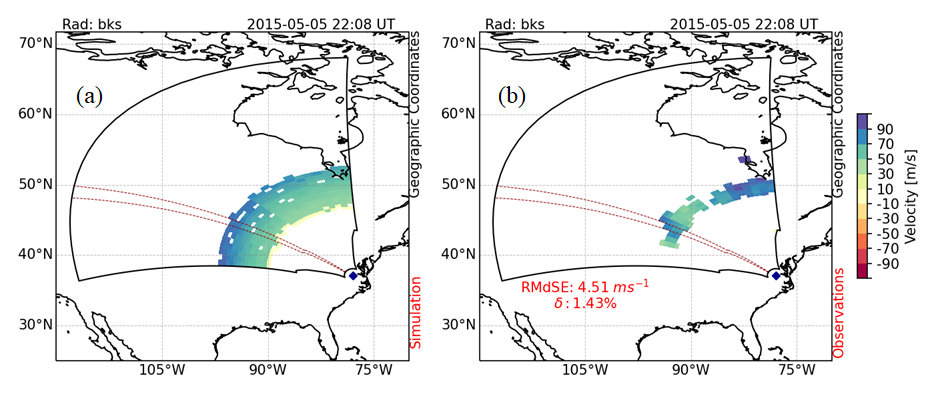 Rad: bks
2015-05-05 22:08 UT
(a)
70°N
60°N
50°N
40°N
30°N
105°W
90°W
75°W
Geographic Coordinates
Simulation
Rad: bks
2015-05-05 22:08 UT
(b)
70°N
60°N
50°N
40°N
30°N
105°W
90°W
75°W
RMdSE: 4.51 ms⁻¹
δ : 1.43%
Geographic Coordinates
Observations
90
70
50
30
10
-10
-30
-50
-70
-90
Velocity [m/s]